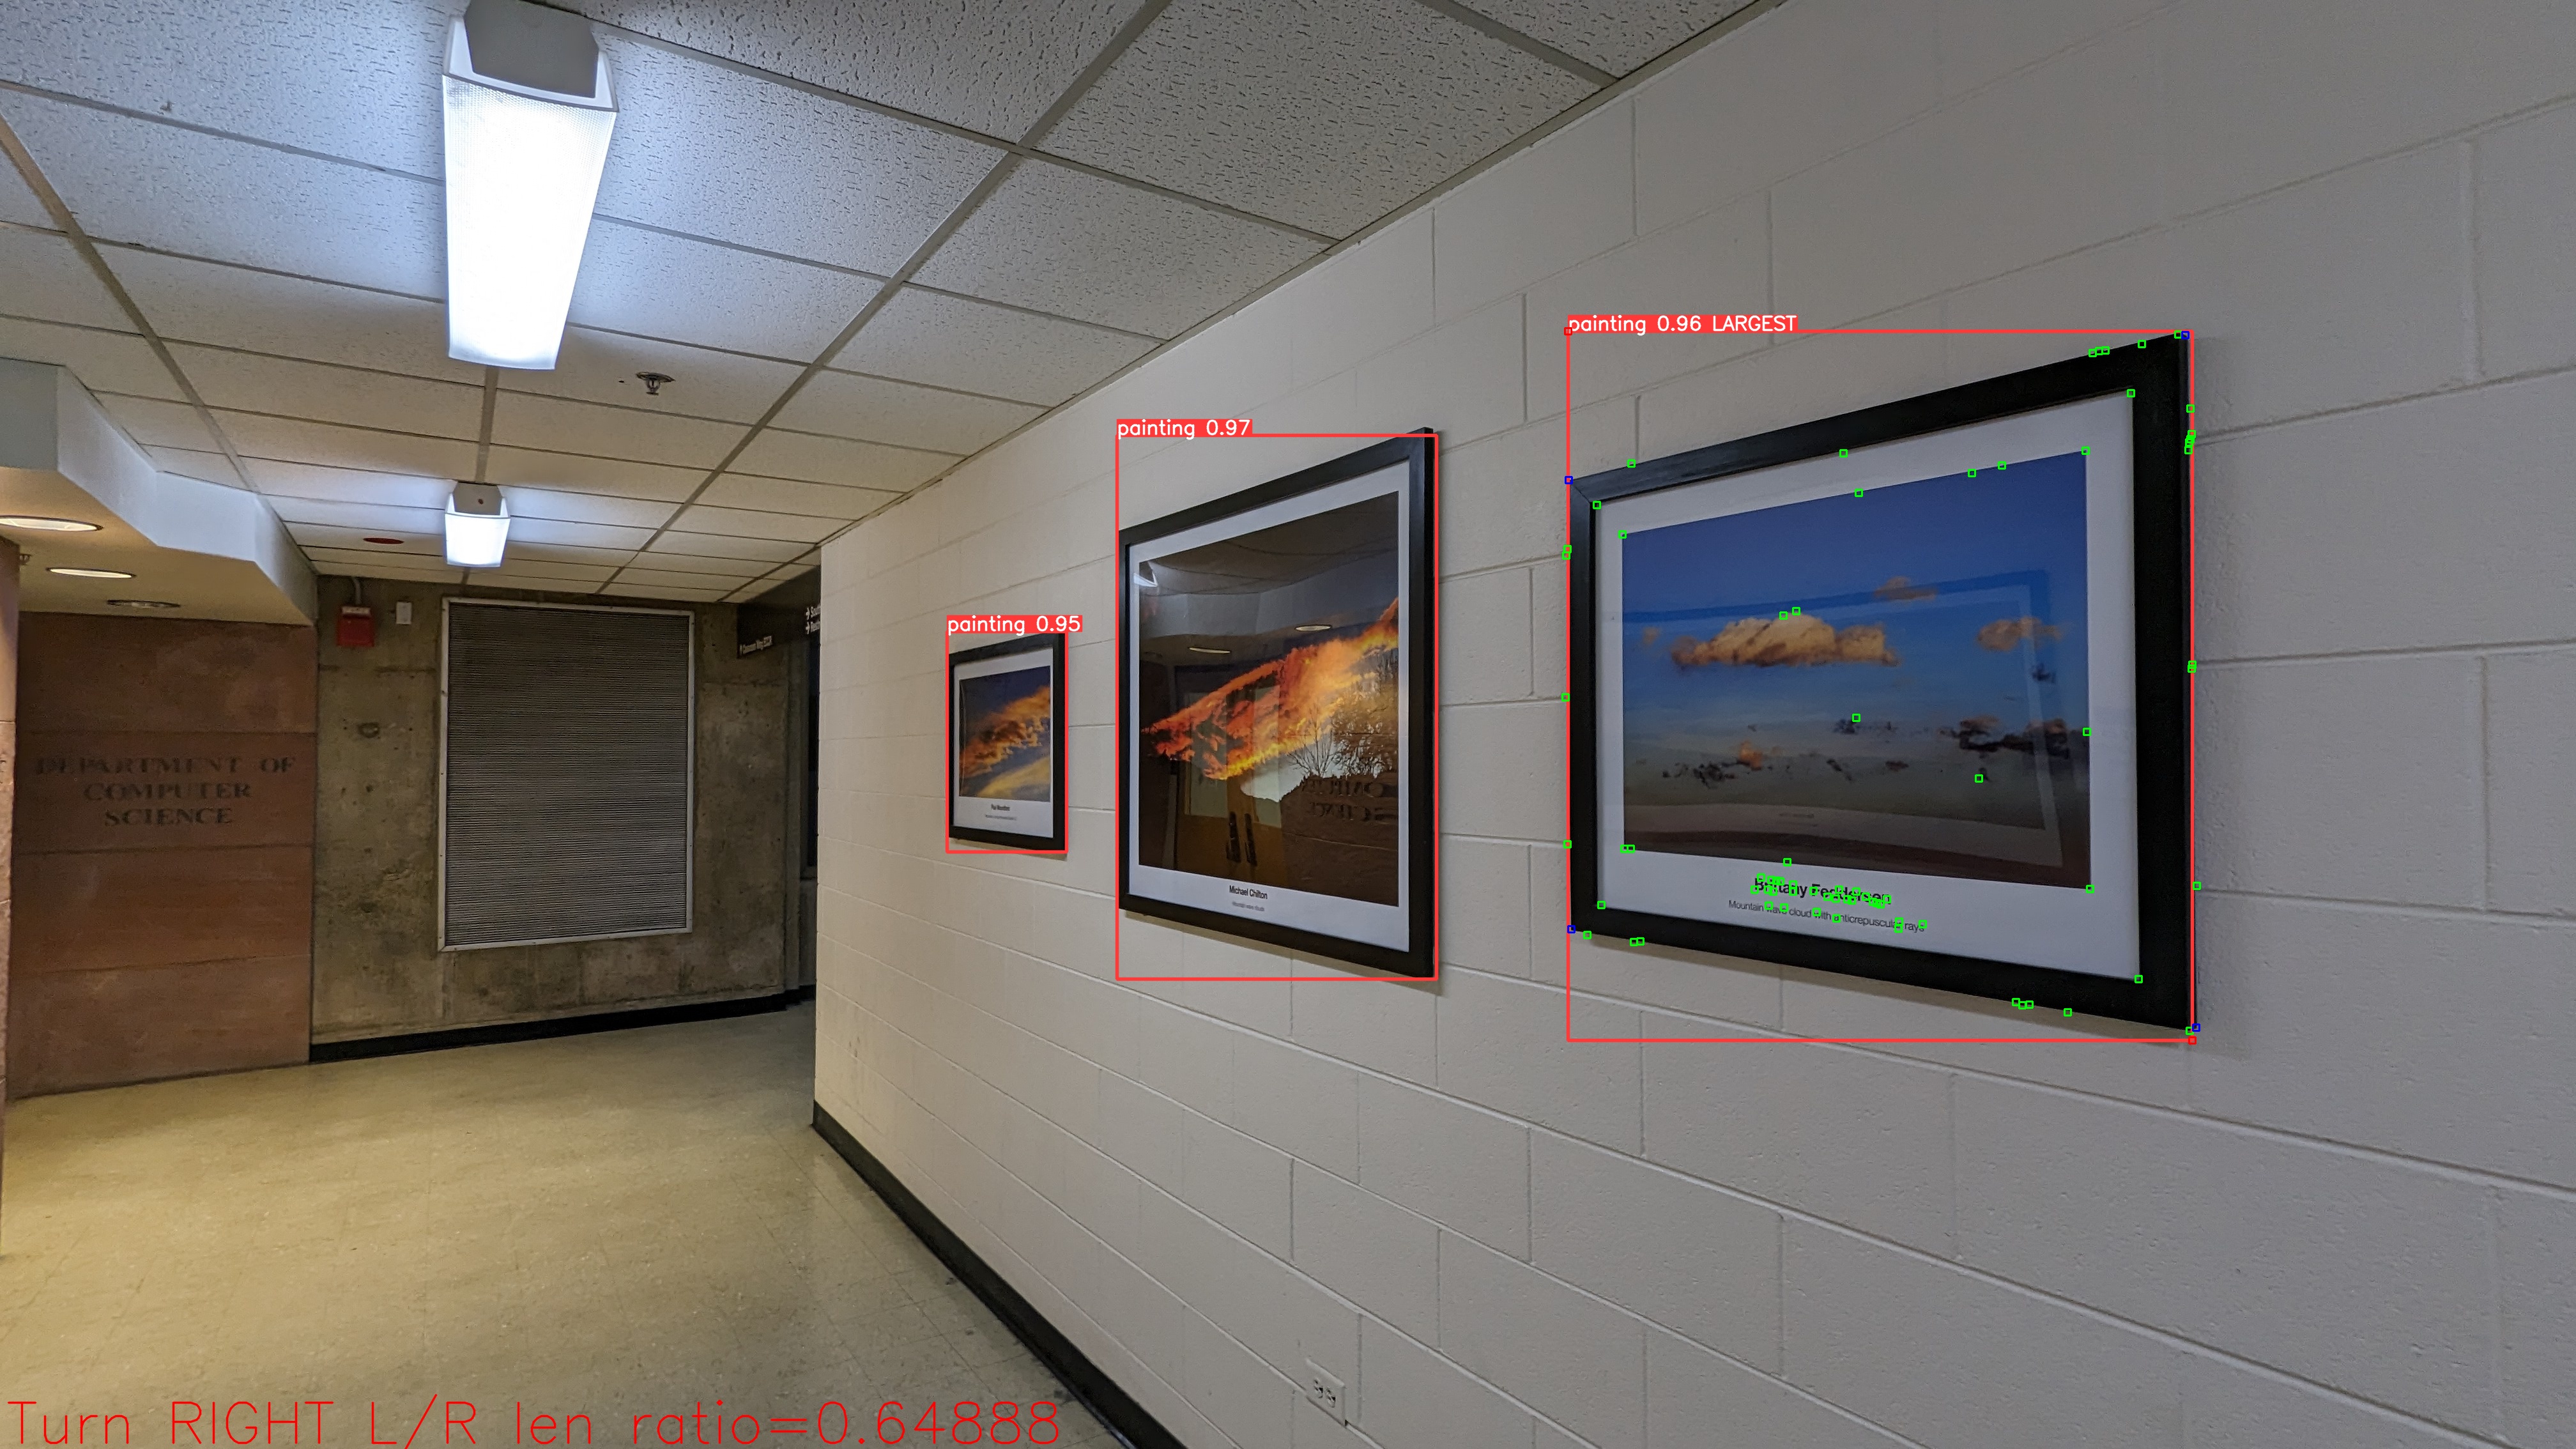 painting 0.96 LARGEST
painting 0.97
painting 0.95
DEPARTMENT OF
COMPUTER
SCIENCE
Michael Chilton
Mountain wave cloud with anticrepuscular rays
Turn RIGHT L/R len ratio=0.64888